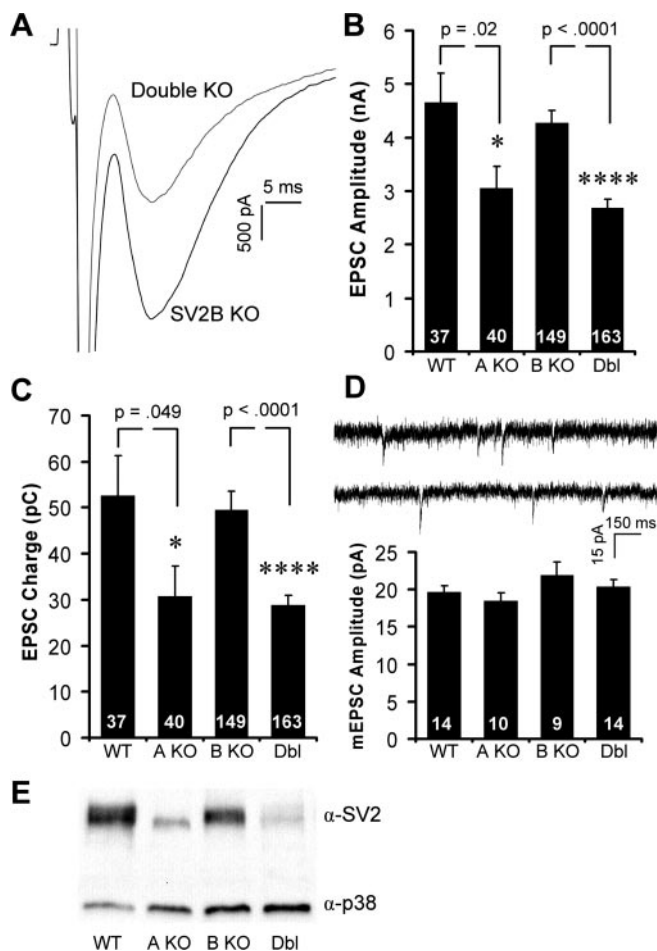 A
Double KO
5 ms
500 pA
SV2B KO
B
p = .02
p < .0001
EPSC Amplitude (nA)
6
5
4
3
2
1
0
*
****
37
40
149
163
WT
A KO
B KO
Dbl
C
p = .049
p < .0001
EPSC Charge (pC)
70
60
50
40
30
20
10
0
*
****
37
40
149
163
WT
A KO
B KO
Dbl
D
150 ms
15 pA
mEPSC Amplitude (pA)
25
20
15
10
5
0
14
10
9
14
WT
A KO
B KO
Dbl
E
α-SV2
α-p38
WT
A KO
B KO
Dbl